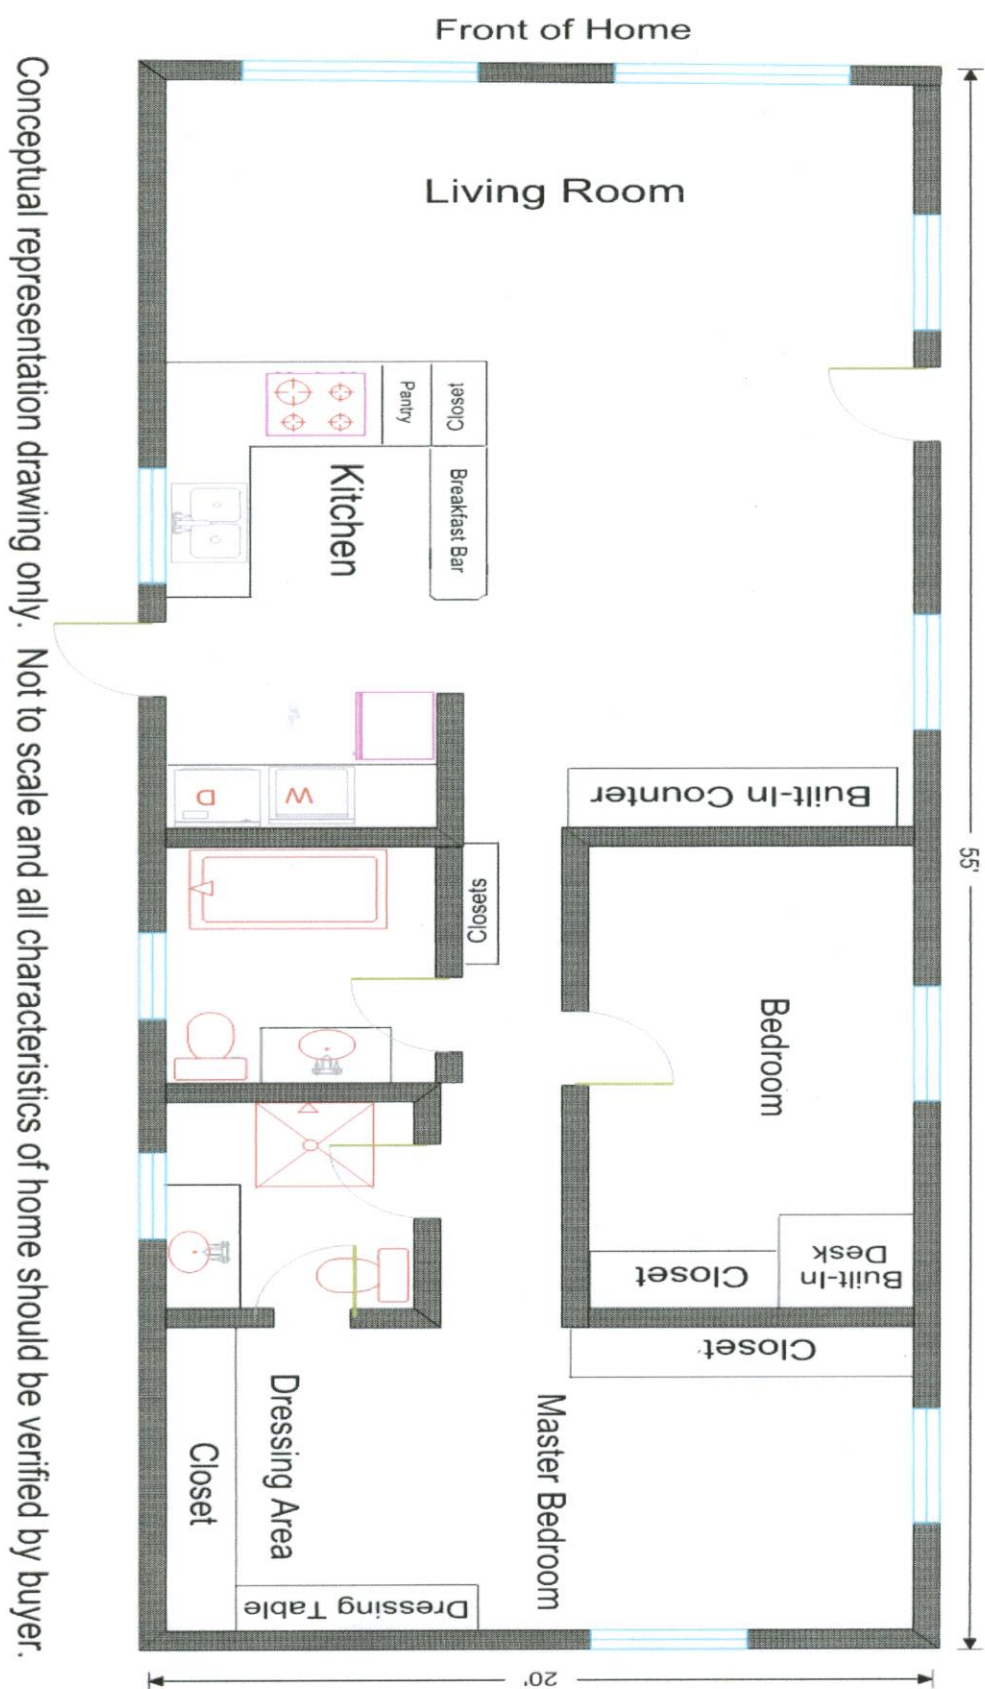 Front of Home
Living Room
Closet
Pantry
Breakfast Bar
Kitchen
55'
Built-In Counter
W
D
Closets
Bedroom
Built-In
Desk
Closet
Closet
Master Bedroom
Dressing Area
Closet
Dressing Table
20'
Conceptual representation drawing only. Not to scale and all characteristics of home should be verified by buyer.